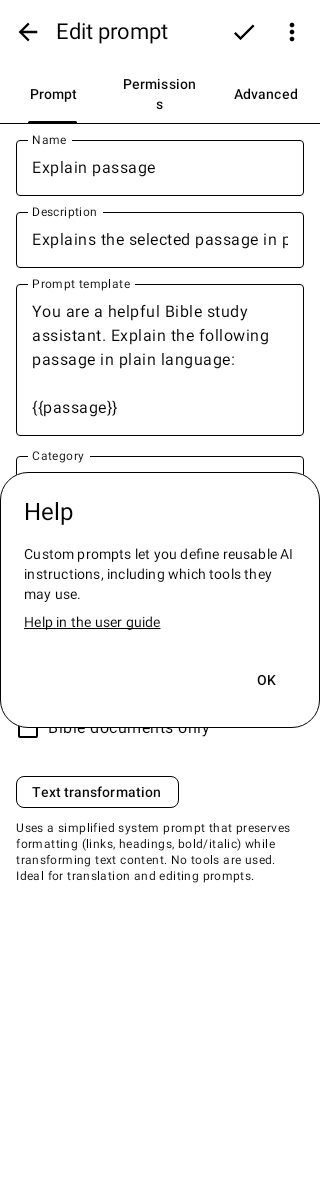 Edit prompt
Prompt
Permission
s
Advanced
Name
Explain passage
Description
Explains the selected passage in p
Prompt template
You are a helpful Bible study
assistant. Explain the following
passage in plain language:
{{passage}}
Category
Help
Custom prompts let you define reusable AI
instructions, including which tools they
may use.
Help in the user guide
OK
Bible documents only
Text transformation
Uses a simplified system prompt that preserves
formatting (links, headings, bold/italic) while
transforming text content. No tools are used.
Ideal for translation and editing prompts.